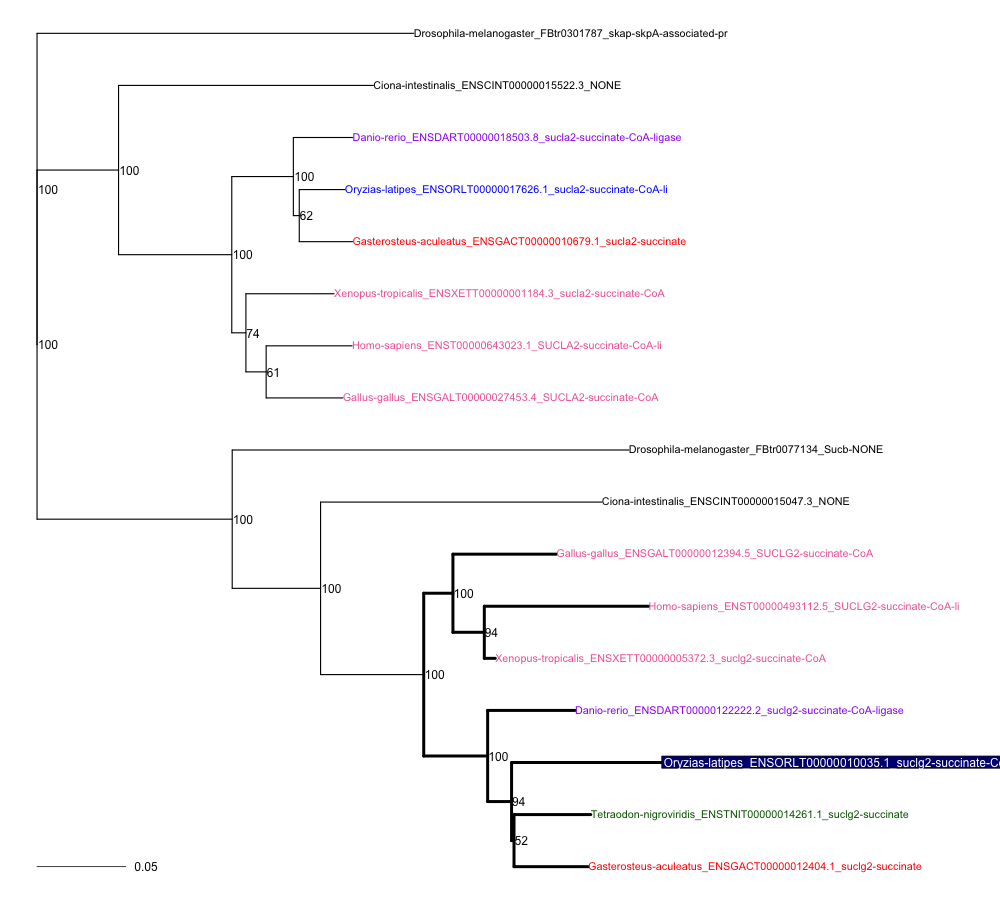 Drosophila-melanogaster_FBtr0301787_skap-skpA-associated-pr
Ciona-intestinalis_ENSCINT00000015522.3_NONE
Danio-rerio_ENSDART00000018503.8_sucla2-succinate-CoA-ligase
100
100
100
Oryzias-latipes_ENSORLT00000017626.1_sucla2-succinate-CoA-li
62
Gasterosteus-aculeatus_ENSGACT00000010679.1_sucla2-succinate
100
Xenopus-tropicalis_ENSXETT00000001184.3_sucla2-succinate-CoA
74
100
Homo-sapiens_ENST00000643023.1_SUCLA2-succinate-CoA-li
61
Gallus-gallus_ENSGALT00000027453.4_SUCLA2-succinate-CoA
Drosophila-melanogaster_FBtr0077134_Sucb-NONE
Ciona-intestinalis_ENSCINT00000015047.3_NONE
100
Gallus-gallus_ENSGALT00000012394.5_SUCLG2-succinate-CoA
100
100
Homo-sapiens_ENST00000493112.5_SUCLG2-succinate-CoA-li
94
Xenopus-tropicalis_ENSXETT00000005372.3_suclg2-succinate-CoA
100
Danio-rerio_ENSDART00000122222.2_suclg2-succinate-CoA-ligase
100
Oryzias-latipes_ENSORLT00000010035.1_suclg2-succinate-Co
94
Tetraodon-nigroviridis_ENSTNIT00000014261.1_suclg2-succinate
52
Gasterosteus-aculeatus_ENSGACT00000012404.1_suclg2-succinate
0.05